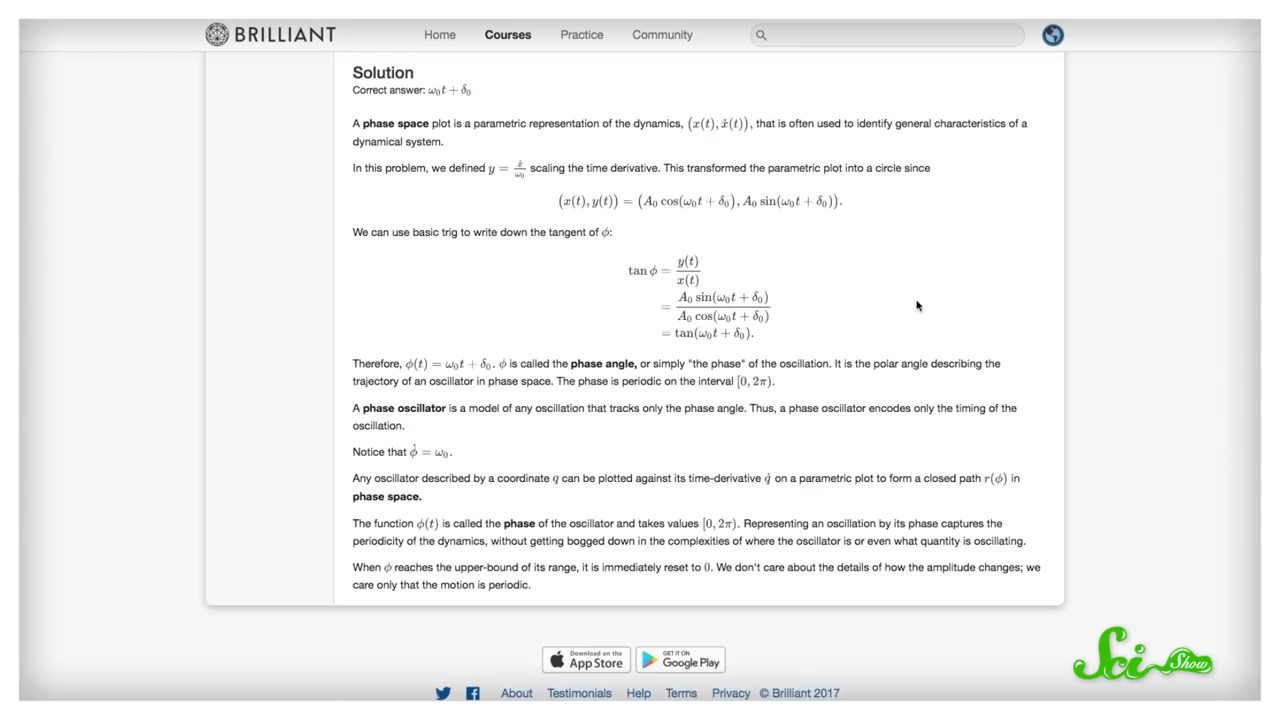 BRILLIANT Home Courses Practice Community
Solution
Correct answer: ω₀t + δ₀
A phase space plot is a parametric representation of the dynamics, (x(t), ẋ(t)), that is often used to identify general characteristics of a
dynamical system.
In this problem, we defined y = ẋ/ω₀ scaling the time derivative. This transformed the parametric plot into a circle since
(x(t), y(t)) = (A₀ cos(ω₀t + δ₀), A₀ sin(ω₀t + δ₀)).
We can use basic trig to write down the tangent of ϕ:
tan ϕ = y(t)/x(t)
= A₀ sin(ω₀t + δ₀)/A₀ cos(ω₀t + δ₀)
= tan(ω₀t + δ₀).
Therefore, ϕ(t) = ω₀t + δ₀. ϕ is called the phase angle, or simply "the phase" of the oscillation. It is the polar angle describing the
trajectory of an oscillator in phase space. The phase is periodic on the interval [0, 2π).
A phase oscillator is a model of any oscillation that tracks only the phase angle. Thus, a phase oscillator encodes only the timing of the
oscillation.
Notice that ϕ̇ = ω₀.
Any oscillator described by a coordinate q can be plotted against its time-derivative q̇ on a parametric plot to form a closed path r(ϕ) in
phase space.
The function ϕ(t) is called the phase of the oscillator and takes values [0, 2π). Representing an oscillation by its phase captures the
periodicity of the dynamics, without getting bogged down in the complexities of where the oscillator is or even what quantity is oscillating.
When ϕ reaches the upper-bound of its range, it is immediately reset to 0. We don't care about the details of how the amplitude changes; we
care only that the motion is periodic.
Download on the App Store GET IT ON Google Play
Sci Show
About Testimonials Help Terms Privacy © Brilliant 2017